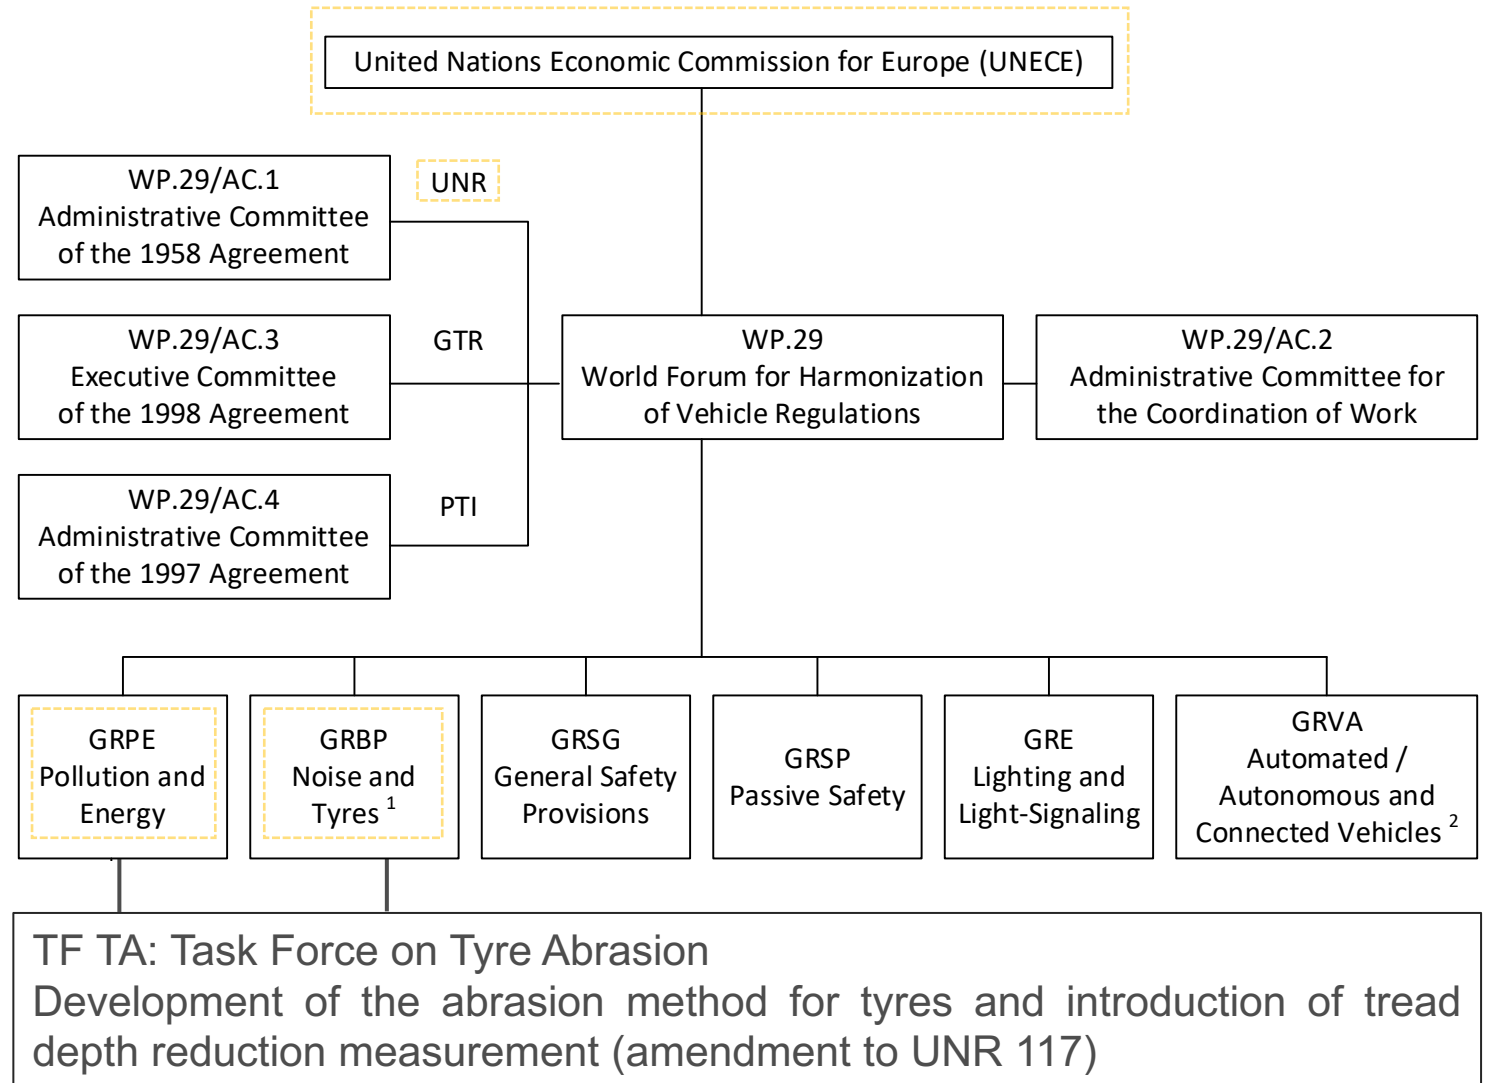 United Nations Economic Commission for Europe (UNECE)
WP.29/AC.1
Administrative Committee
of the 1958 Agreement
UNR
WP.29/AC.3
Executive Committee
of the 1998 Agreement
GTR
WP.29
World Forum for Harmonization
of Vehicle Regulations
WP.29/AC.2
Administrative Committee for
the Coordination of Work
WP.29/AC.4
Administrative Committee
of the 1997 Agreement
PTI
GRPE
Pollution and
Energy
GRBP
Noise and
Tyres 1
GRSG
General Safety
Provisions
GRSP
Passive Safety
GRE
Lighting and
Light-Signaling
GRVA
Automated /
Autonomous and
Connected Vehicles 2
TF TA: Task Force on Tyre Abrasion
Development of the abrasion method for tyres and introduction of tread
depth reduction measurement (amendment to UNR 117)